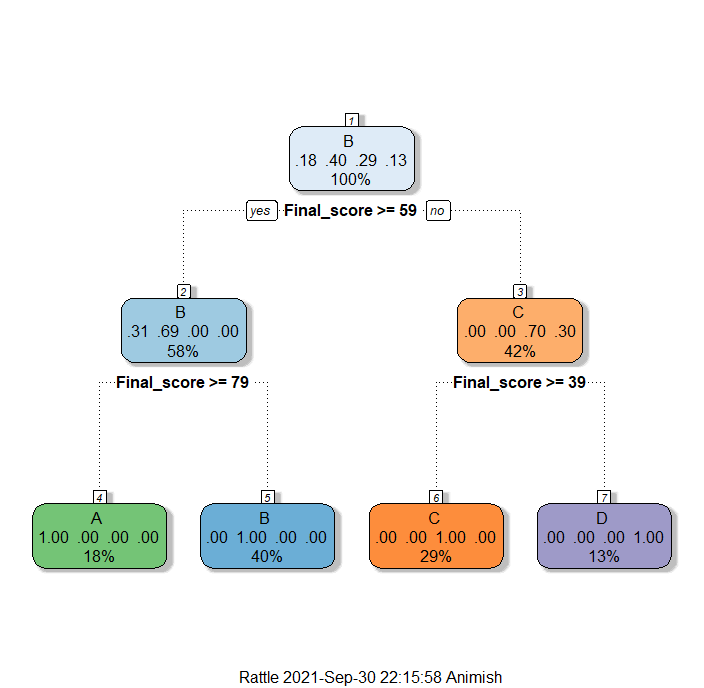 1
B
.18 .40 .29 .13
100%
yes Final_score >= 59 no
2 3
B C
.31 .69 .00 .00 .00 .00 .70 .30
58% 42%
Final_score >= 79 Final_score >= 39
4 5 6 7
A B C D
1.00 .00 .00 .00 .00 1.00 .00 .00 .00 .00 1.00 .00 .00 .00 .00 1.00
18% 40% 29% 13%
Rattle 2021-Sep-30 22:15:58 Animish